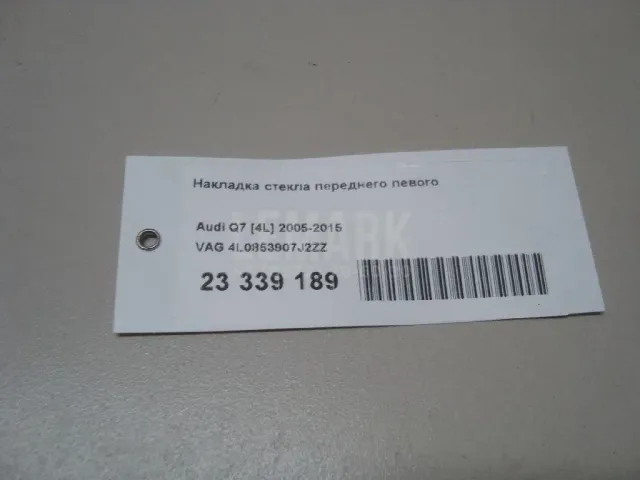 Накладка стекла переднего левого
Audi Q7 [4L] 2005-2015
VAG 4L0853907J2ZZ
23 339 189